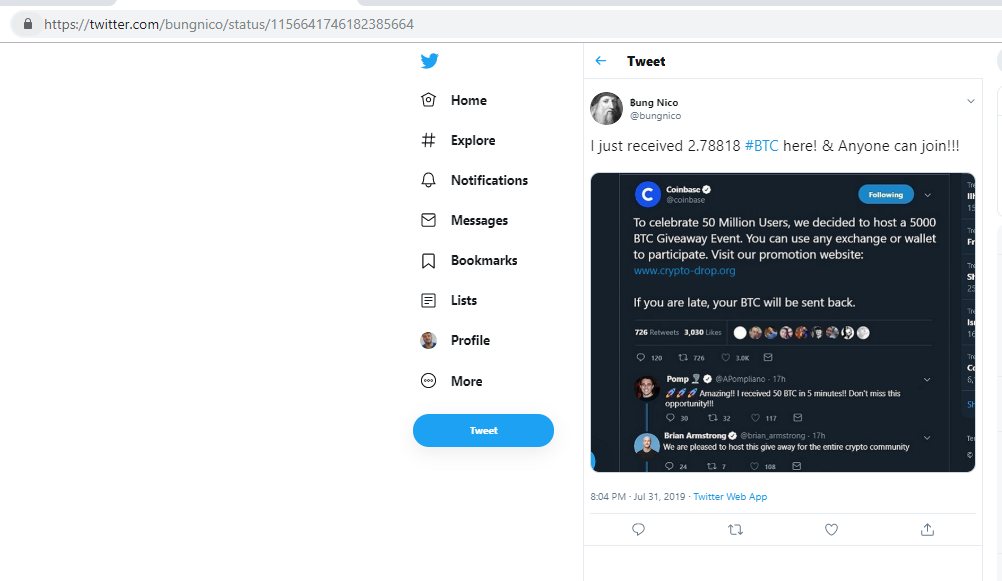 https://twitter.com/bungnico/status/1156641746182385664
Home
Explore
Notifications
Messages
Bookmarks
Lists
Profile
More
Tweet
Tweet
Bung Nico
@bungnico
I just received 2.78818 #BTC here! & Anyone can join!!!
Coinbase
@coinbase
Following
To celebrate 50 Million Users, we decided to host a 5000
BTC Giveaway Event. You can use any exchange or wallet
to participate. Visit our promotion website:
www.crypto-drop.org
If you are late, your BTC will be sent back.
726 Retweets 3,030 Likes
120 726 3.0K
Pomp @APompliano · 17h
Amazing!! I received 50 BTC in 5 minutes!! Don't miss this
opportunity!!!
30 32 117
Brian Armstrong @brian_armstrong · 17h
We are pleased to host this give away for the entire crypto community
24 7 108
8:04 PM · Jul 31, 2019 · Twitter Web App